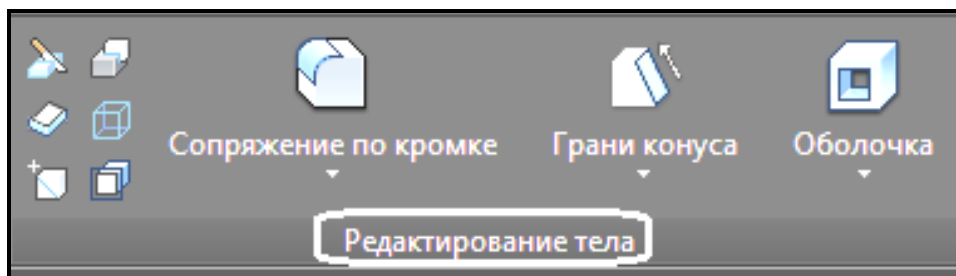 Сопряжение по кромке
Грани конуса
Оболочка
Редактирование тела